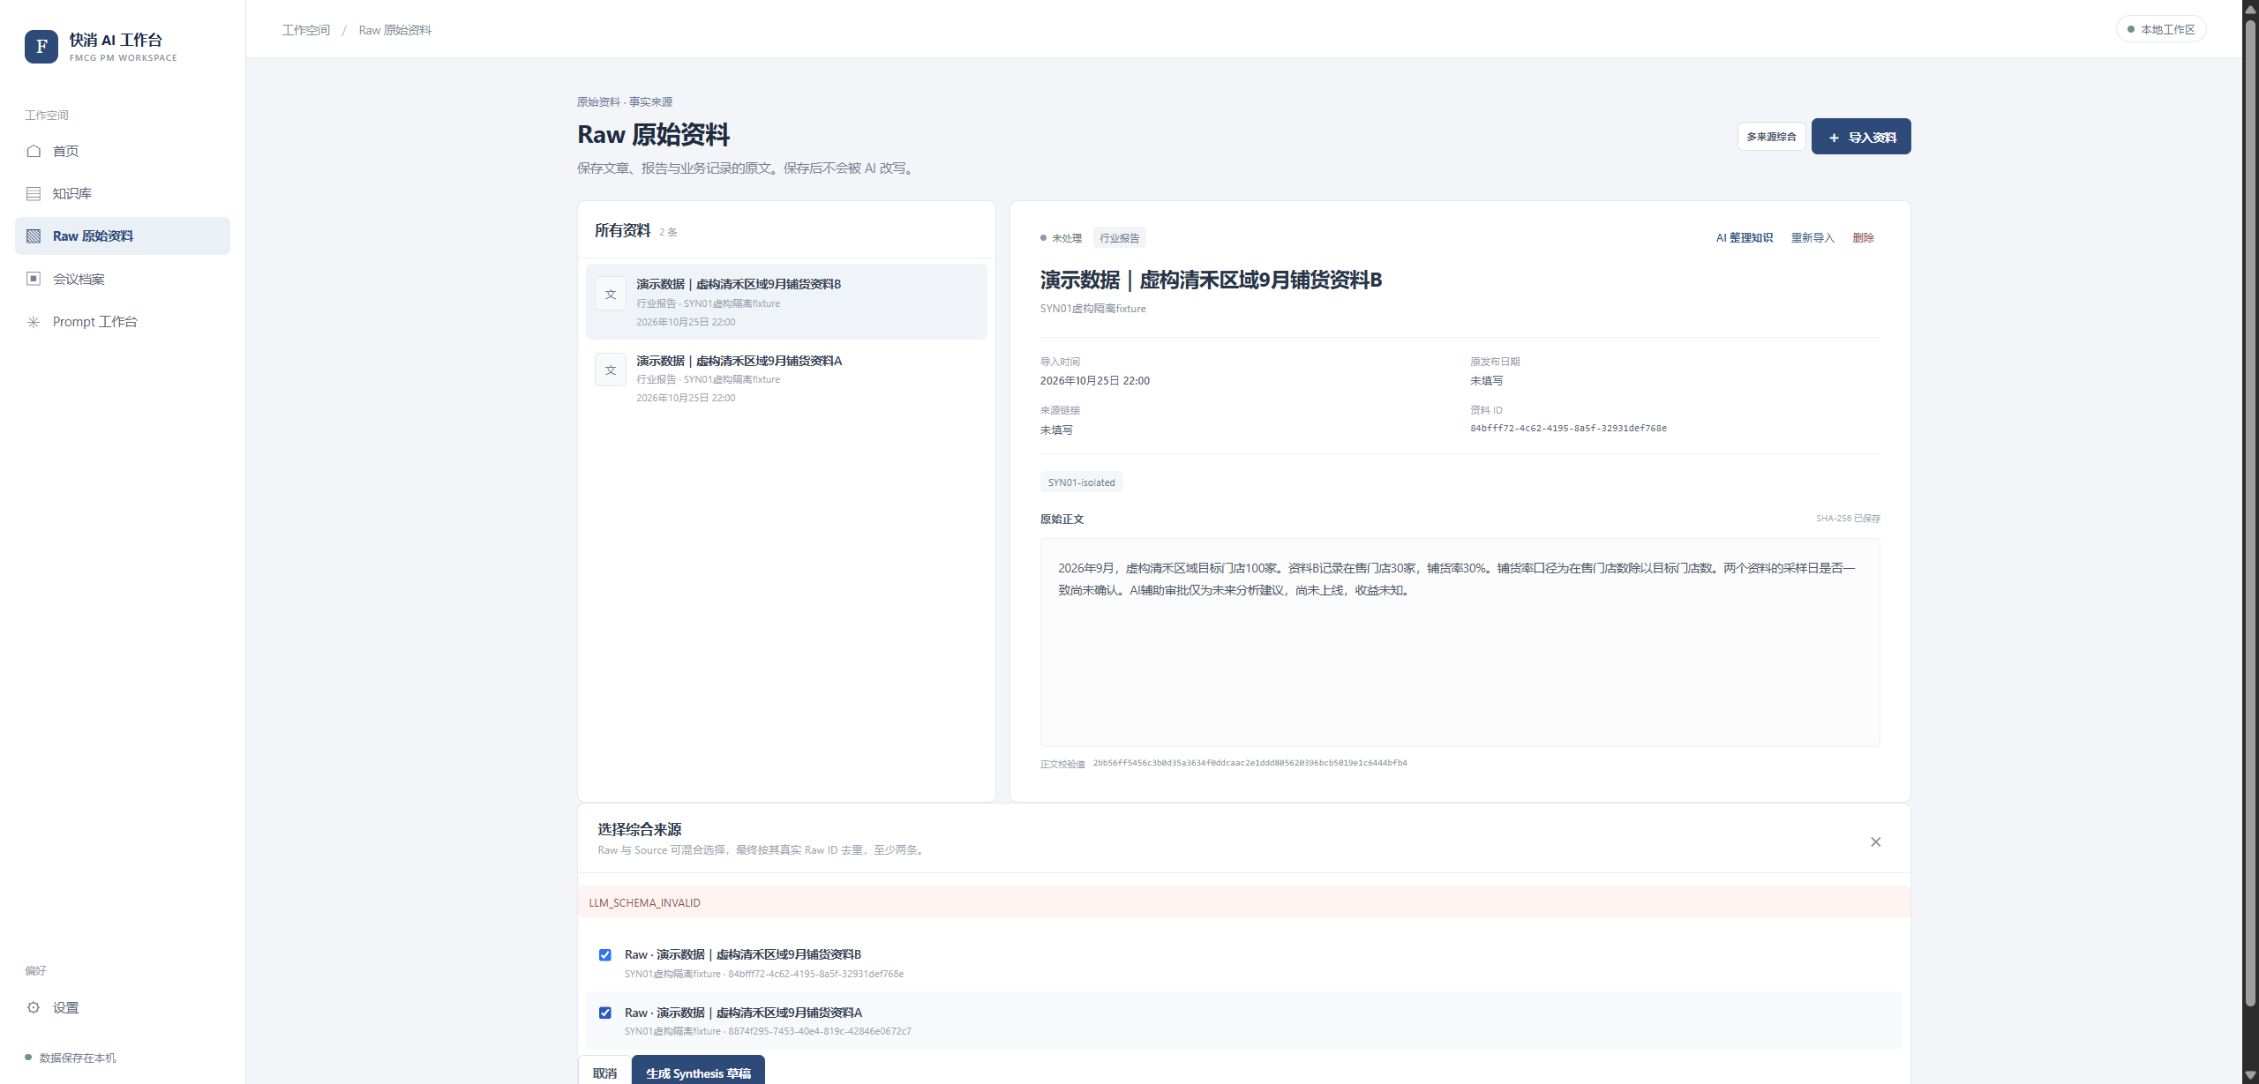 F
快消 AI 工作台
FMCG PM WORKSPACE
工作空间
首页
知识库
Raw 原始资料
会议档案
Prompt 工作台
偏好
设置
数据保存在本机
工作空间 / Raw 原始资料
本地工作区
原始资料 · 事实来源
Raw 原始资料
保存文章、报告与业务记录的原文。保存后不会被 AI 改写。
多来源综合
+ 导入资料
所有资料 2 条
文
演示数据｜虚构清禾区域9月铺货资料B
行业报告 · SYN01虚构隔离fixture
2026年10月25日 22:00
文
演示数据｜虚构清禾区域9月铺货资料A
行业报告 · SYN01虚构隔离fixture
2026年10月25日 22:00
未处理 行业报告
AI 整理知识 重新导入 删除
演示数据｜虚构清禾区域9月铺货资料B
SYN01虚构隔离fixture
导入时间
2026年10月25日 22:00
原发布日期
未填写
来源链接
未填写
资料 ID
84bfff72-4c62-4195-8a5f-32931def768e
SYN01-isolated
原始正文
SHA-256 已保存
2026年9月，虚构清禾区域目标门店100家。资料B记录在售门店30家，铺货率30%。铺货率口径为在售门店数除以目标门店数。两个资料的采样日是否一
致尚未确认。AI辅助审批仅为未来分析建议，尚未上线，收益未知。
正文校验值 2bb56ff5456c3b0d35a3634f0ddcaac2e1ddd805620396bcb5019e1c6444bfb4
选择综合来源
Raw 与 Source 可混合选择，最终按其真实 Raw ID 去重，至少两条。
LLM_SCHEMA_INVALID
Raw · 演示数据｜虚构清禾区域9月铺货资料B
SYN01虚构隔离fixture · 84bfff72-4c62-4195-8a5f-32931def768e
Raw · 演示数据｜虚构清禾区域9月铺货资料A
SYN01虚构隔离fixture · 8874f295-7453-40e4-819c-42846e0672c7
取消
生成 Synthesis 草稿